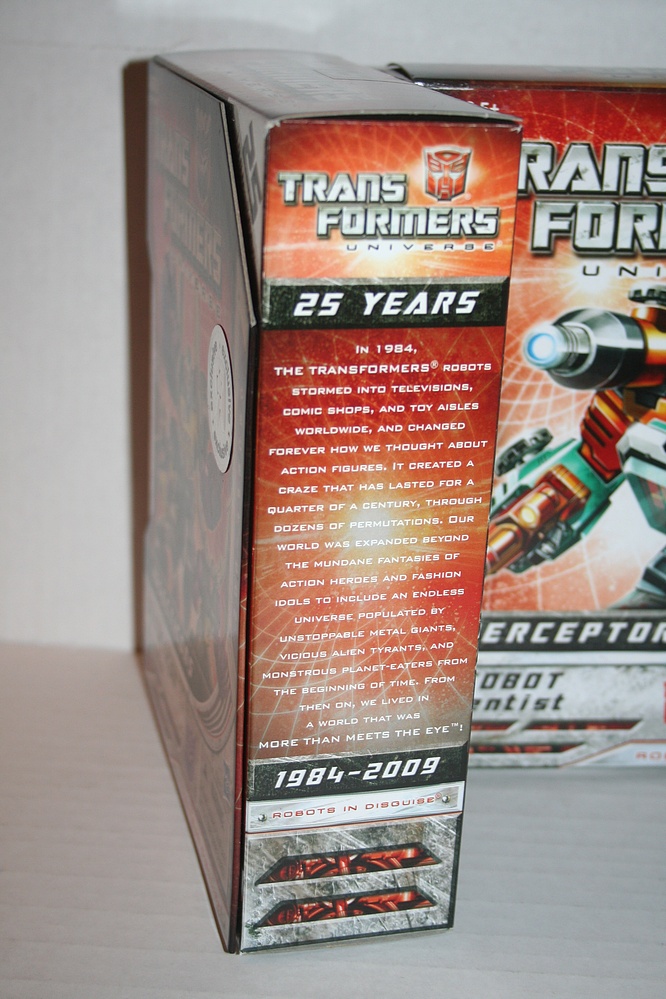 TRANS
FORMERS
UNIVERSE
25 YEARS
IN 1984,
THE TRANSFORMERS® ROBOTS
STORMED INTO TELEVISIONS,
COMIC SHOPS, AND TOY AISLES
WORLDWIDE, AND CHANGED
FOREVER HOW WE THOUGHT ABOUT
ACTION FIGURES. IT CREATED A
CRAZE THAT HAS LASTED FOR A
QUARTER OF A CENTURY, THROUGH
DOZENS OF PERMUTATIONS. OUR
WORLD WAS EXPANDED BEYOND
THE MUNDANE FANTASIES OF
ACTION HEROES AND FASHION
IDOLS TO INCLUDE AN ENDLESS
UNIVERSE POPULATED BY
UNSTOPPABLE METAL GIANTS,
VICIOUS ALIEN TYRANTS, AND
MONSTROUS PLANET-EATERS FROM
THE BEGINNING OF TIME. FROM
THEN ON, WE LIVED IN
A WORLD THAT WAS
MORE THAN MEETS THE EYE™!
1984-2009
ROBOTS IN DISGUISE
5+
RANS
FOR
UNI
ERCEPTOR
OBOT
entist
RO